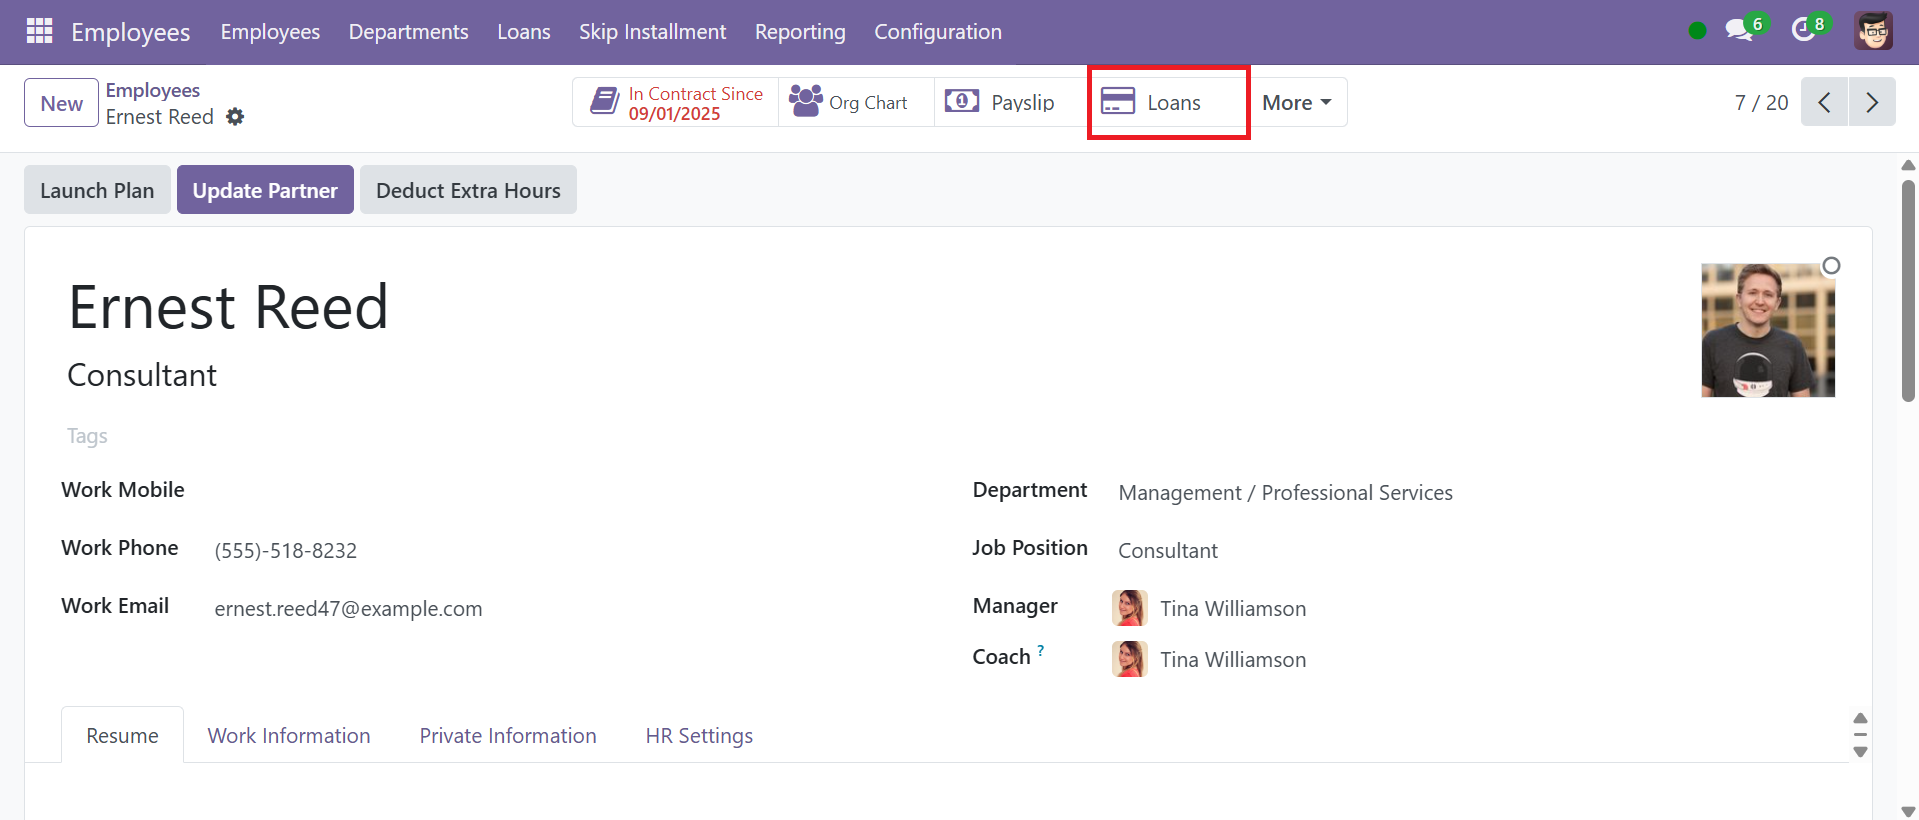 Employees Employees Departments Loans Skip Installment Reporting Configuration 6 8
New Employees
Ernest Reed
In Contract Since
09/01/2025
Org Chart Payslip Loans More 7 / 20
Launch Plan Update Partner Deduct Extra Hours
Ernest Reed
Consultant
Tags
Work Mobile
Department Management / Professional Services
Work Phone (555)-518-8232
Job Position Consultant
Work Email ernest.reed47@example.com
Manager Tina Williamson
Coach ? Tina Williamson
Resume Work Information Private Information HR Settings